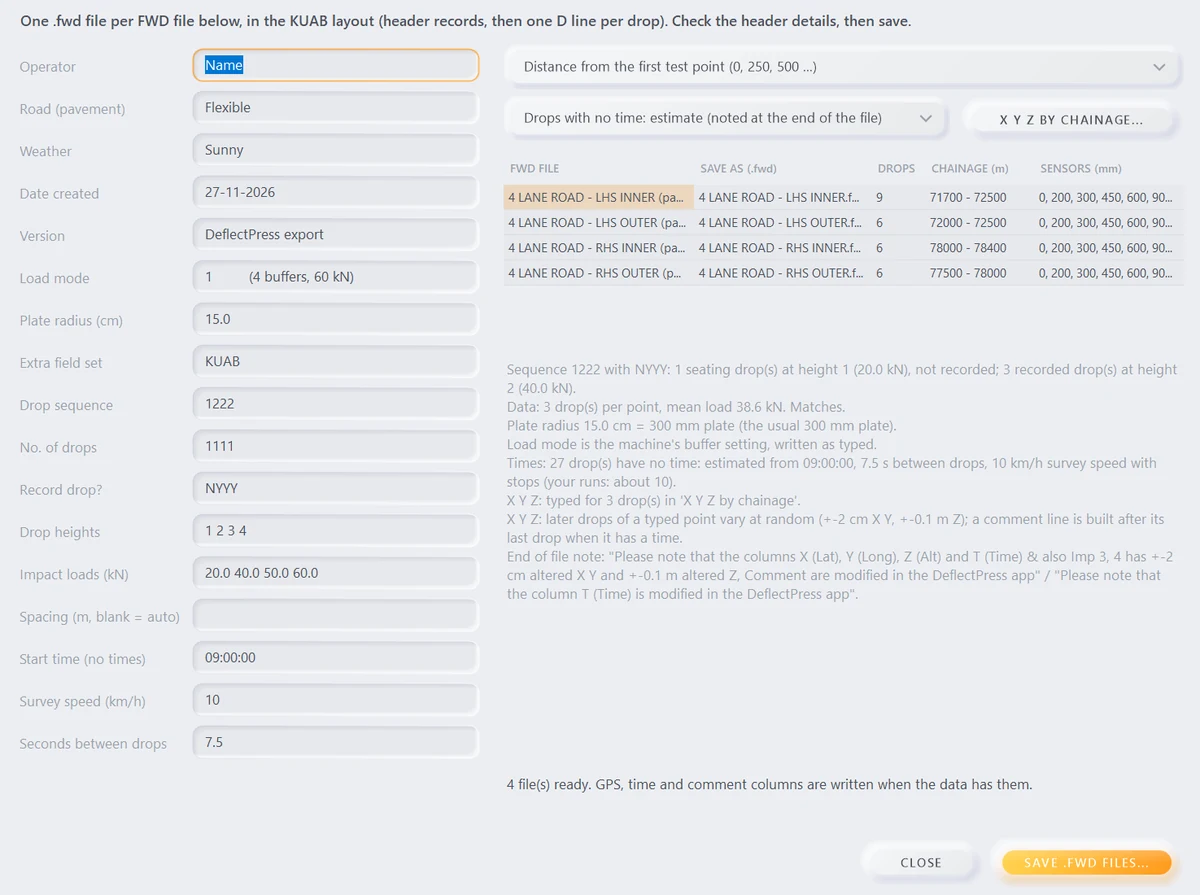 One .fwd file per FWD file below, in the KUAB layout (header records, then one D line per drop). Check the header details, then save.
Operator Name
Road (pavement) Flexible
Weather Sunny
Date created 27-11-2026
Version DeflectPress export
Load mode 1 (4 buffers, 60 kN)
Plate radius (cm) 15.0
Extra field set KUAB
Drop sequence 1222
No. of drops 1111
Record drop? NYYY
Drop heights 1 2 3 4
Impact loads (kN) 20.0 40.0 50.0 60.0
Spacing (m, blank = auto)
Start time (no times) 09:00:00
Survey speed (km/h) 10
Seconds between drops 7.5
Distance from the first test point (0, 250, 500 ...)
Drops with no time: estimate (noted at the end of the file) X Y Z BY CHAINAGE...
FWD FILE SAVE AS (.fwd) DROPS CHAINAGE (m) SENSORS (mm)
4 LANE ROAD - LHS INNER (pa... 4 LANE ROAD - LHS INNER.f... 9 71700 - 72500 0, 200, 300, 450, 600, 90...
4 LANE ROAD - LHS OUTER (pa... 4 LANE ROAD - LHS OUTER.f... 6 72000 - 72500 0, 200, 300, 450, 600, 90...
4 LANE ROAD - RHS INNER (pa... 4 LANE ROAD - RHS INNER.f... 6 78000 - 78400 0, 200, 300, 450, 600, 90...
4 LANE ROAD - RHS OUTER (p... 4 LANE ROAD - RHS OUTER.f... 6 77500 - 78000 0, 200, 300, 450, 600, 90...
Sequence 1222 with NYYY: 1 seating drop(s) at height 1 (20.0 kN), not recorded; 3 recorded drop(s) at height
2 (40.0 kN).
Data: 3 drop(s) per point, mean load 38.6 kN. Matches.
Plate radius 15.0 cm = 300 mm plate (the usual 300 mm plate).
Load mode is the machine's buffer setting, written as typed.
Times: 27 drop(s) have no time: estimated from 09:00:00, 7.5 s between drops, 10 km/h survey speed with
stops (your runs: about 10).
X Y Z: typed for 3 drop(s) in 'X Y Z by chainage'.
X Y Z: later drops of a typed point vary at random (+-2 cm X Y, +-0.1 m Z); a comment line is built after its
last drop when it has a time.
End of file note: "Please note that the columns X (Lat), Y (Long), Z (Alt) and T (Time) & also Imp 3, 4 has +-2
cm altered X Y and +-0.1 m altered Z, Comment are modified in the DeflectPress app" / "Please note that
the column T (Time) is modified in the DeflectPress app".
4 file(s) ready. GPS, time and comment columns are written when the data has them.
CLOSE SAVE .FWD FILES...